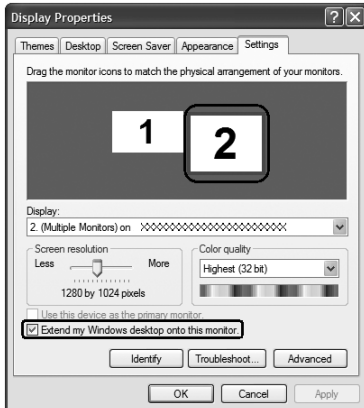 Display Properties
Themes Desktop Screen Saver Appearance Settings
Drag the monitor icons to match the physical arrangement of your monitors.
1 2
Display:
2. (Multiple Monitors) on XXXXXXXXXXXXXXXXXXXXXXX
Screen resolution
Less More
1280 by 1024 pixels
Color quality
Highest (32 bit)
Use this device as the primary monitor.
Extend my Windows desktop onto this monitor.
Identify Troubleshoot... Advanced
OK Cancel Apply